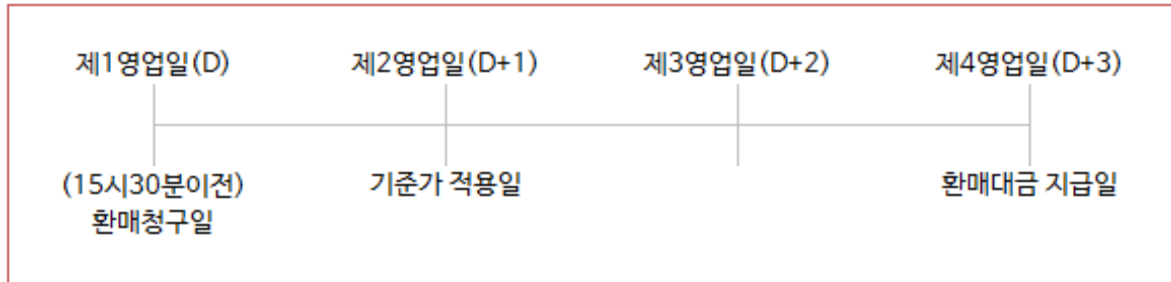 제1영업일(D) 제2영업일(D+1) 제3영업일(D+2) 제4영업일(D+3)
(15시30분이전) 기준가 적용일 환매대금 지급일
환매청구일